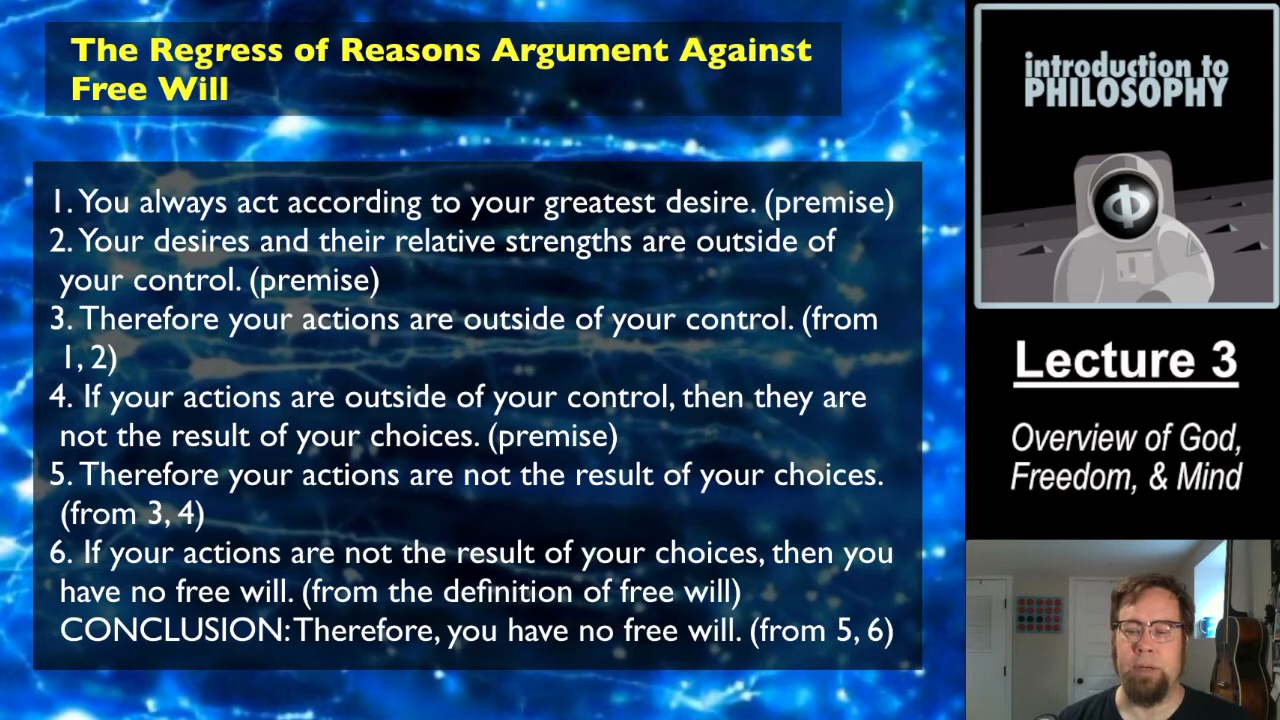 The Regress of Reasons Argument Against
Free Will
1. You always act according to your greatest desire. (premise)
2. Your desires and their relative strengths are outside of
your control. (premise)
3. Therefore your actions are outside of your control. (from
1, 2)
4. If your actions are outside of your control, then they are
not the result of your choices. (premise)
5. Therefore your actions are not the result of your choices.
(from 3, 4)
6. If your actions are not the result of your choices, then you
have no free will. (from the definition of free will)
CONCLUSION: Therefore, you have no free will. (from 5, 6)
introduction to
PHILOSOPHY
Φ
Lecture 3
Overview of God,
Freedom, & Mind